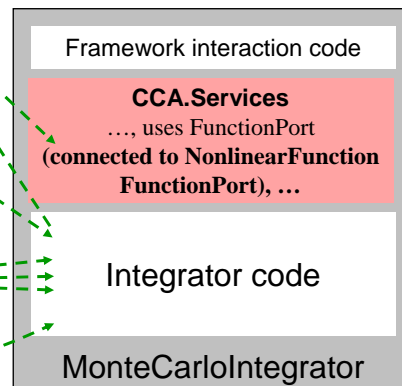 Framework interaction code
CCA.Services
…, uses FunctionPort
(connected to NonlinearFunction
FunctionPort), …
Integrator code
MonteCarloIntegrator